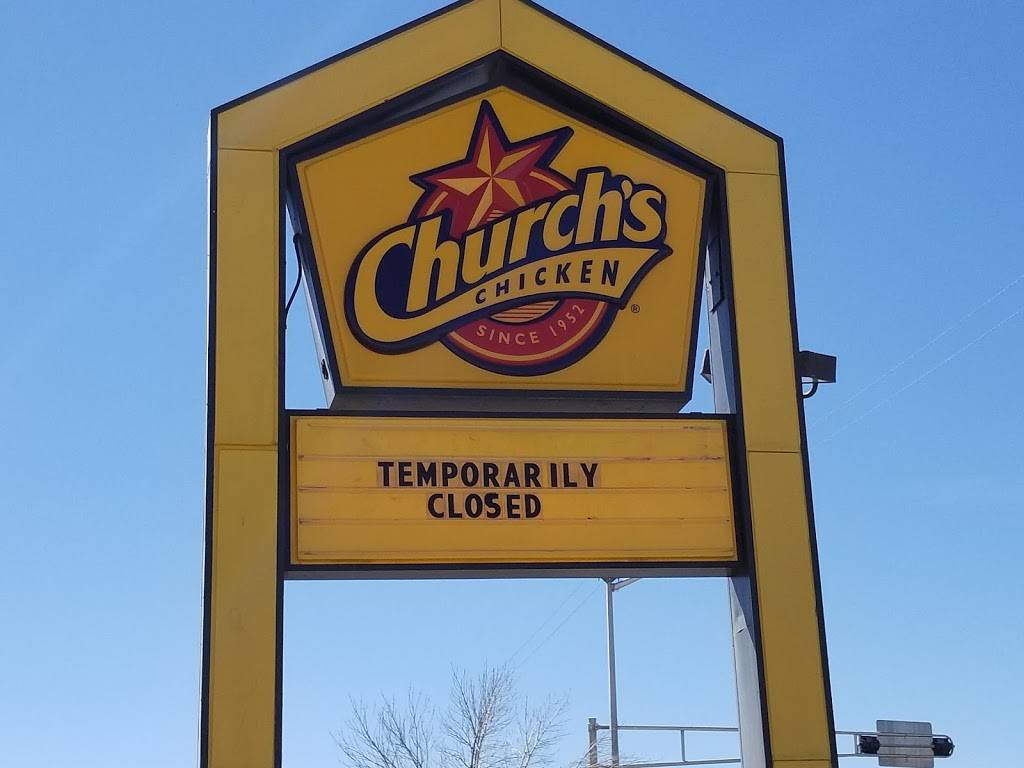 Church's
CHICKEN
®
SINCE 1952
TEMPORARILY
CLOSED